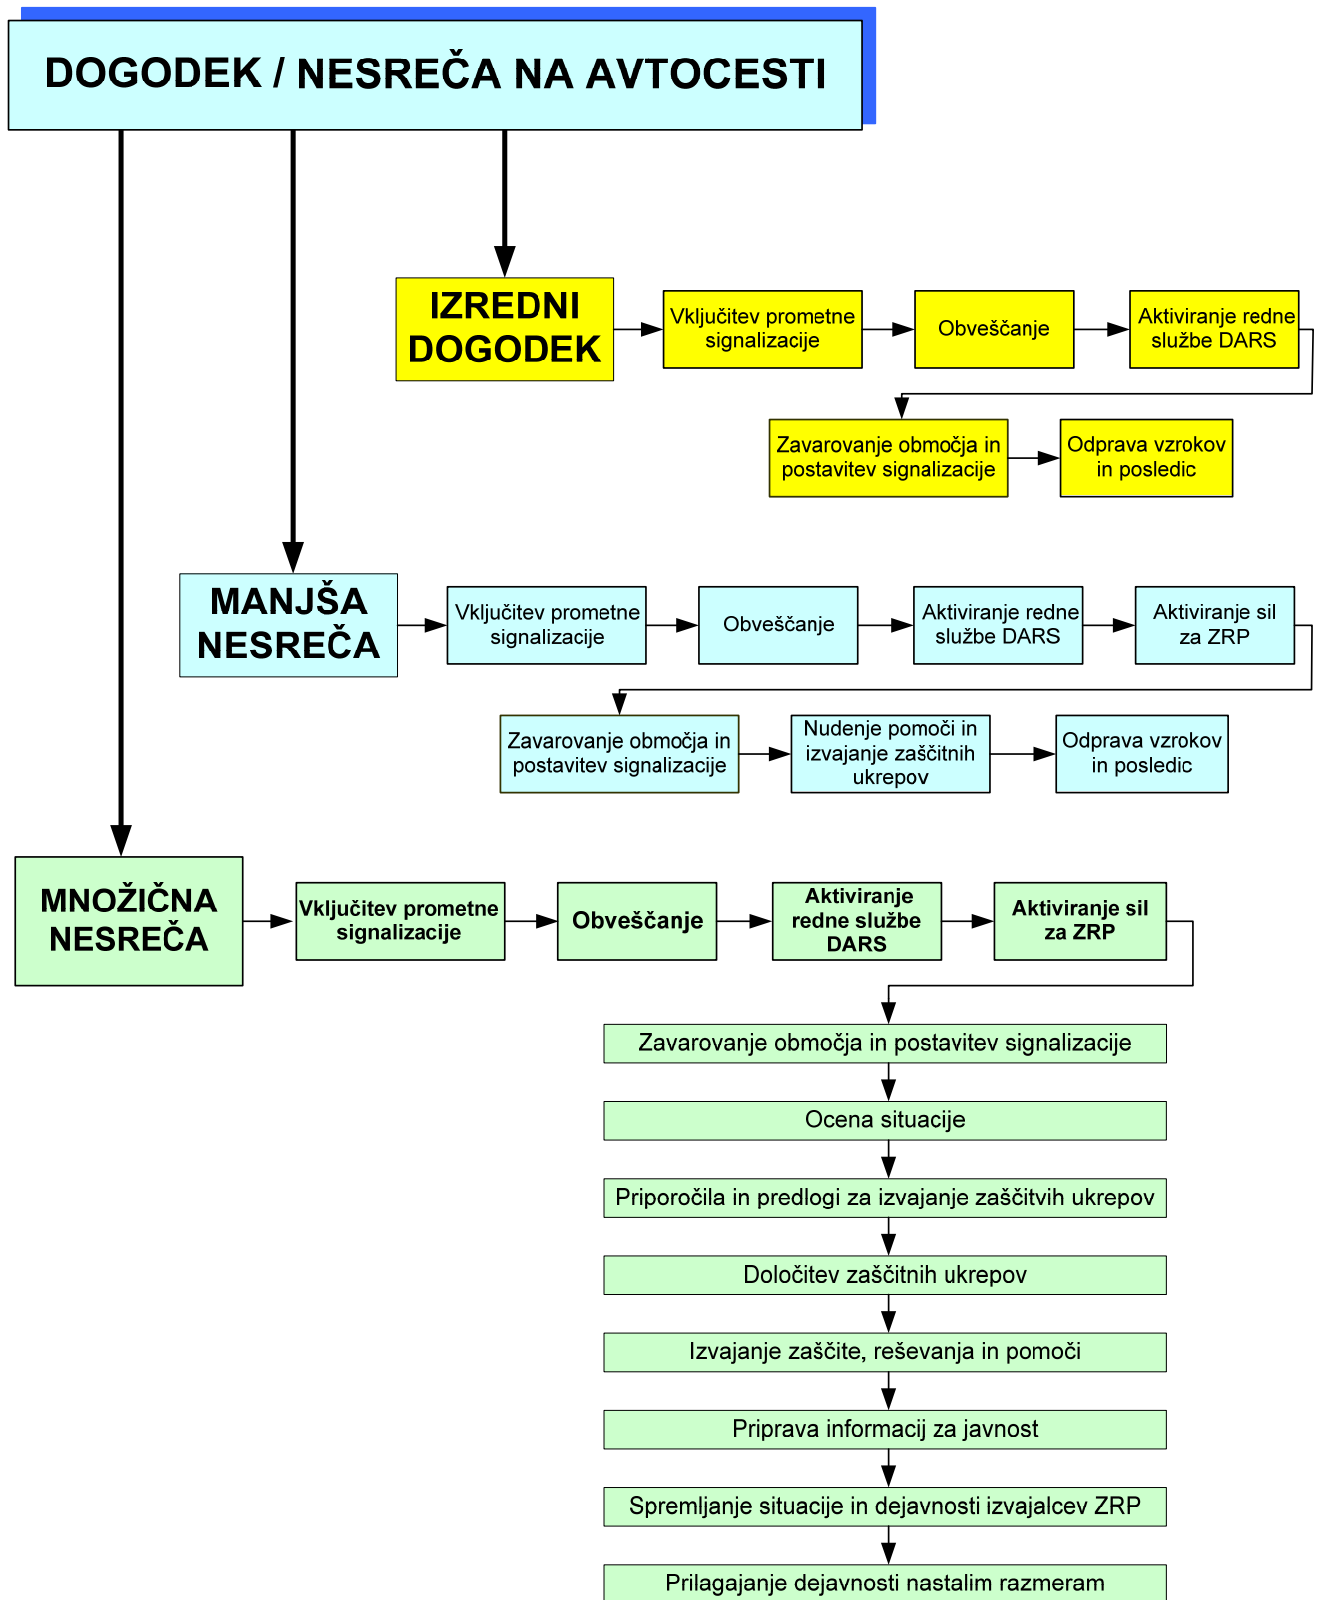 DOGODEK / NESREČA NA AVTOCESTI
IZREDNI
DOGODEK
Vključitev prometne
signalizacije
Obveščanje
Aktiviranje redne
službe DARS
Zavarovanje območja in
postavitev signalizacije
Odprava vzrokov
in posledic
MANJŠA
NESREČA
Vključitev prometne
signalizacije
Obveščanje
Aktiviranje redne
službe DARS
Aktiviranje sil
za ZRP
Zavarovanje območja in
postavitev signalizacije
Nudenje pomoči in
izvajanje zaščitnih
ukrepov
Odprava vzrokov
in posledic
MNOŽIČNA
NESREČA
Vključitev prometne
signalizacije
Obveščanje
Aktiviranje
redne službe
DARS
Aktiviranje sil
za ZRP
Zavarovanje območja in postavitev signalizacije
Ocena situacije
Priporočila in predlogi za izvajanje zaščitvih ukrepov
Določitev zaščitnih ukrepov
Izvajanje zaščite, reševanja in pomoči
Priprava informacij za javnost
Spremljanje situacije in dejavnosti izvajalcev ZRP
Prilagajanje dejavnosti nastalim razmeram